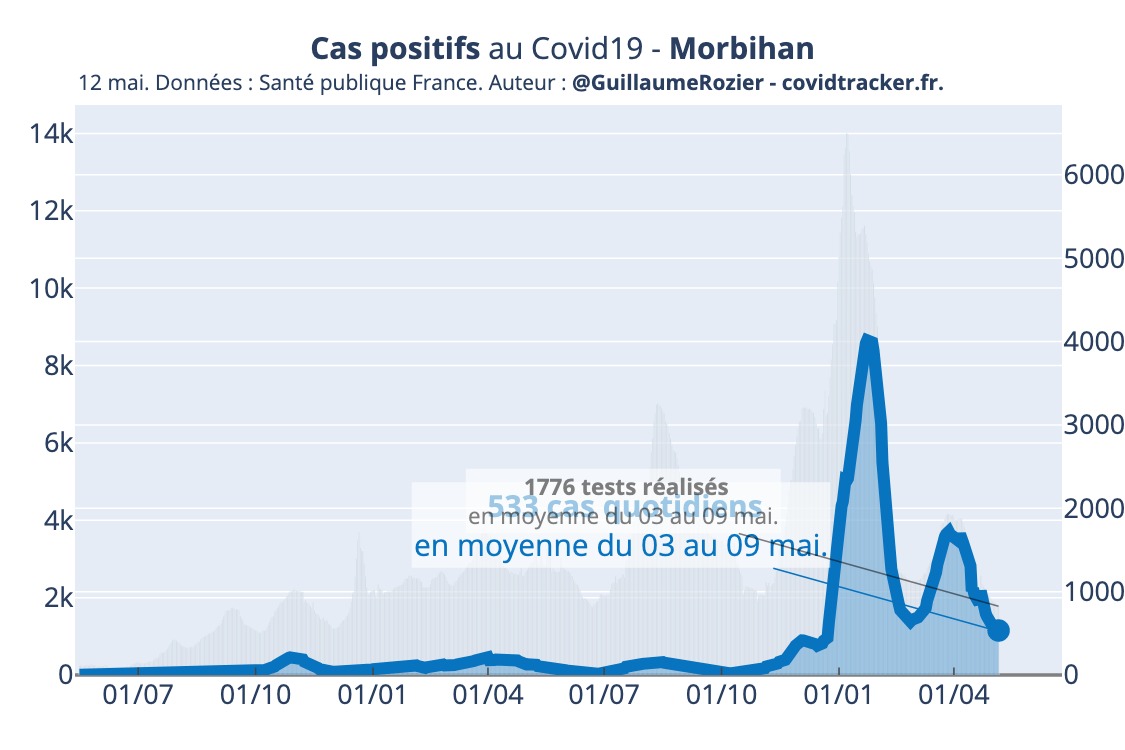 Cas positifs au Covid19 - Morbihan
12 mai. Données : Santé publique France. Auteur : @GuillaumeRozier - covidtracker.fr.
14k
12k
10k
8k
6k
4k
2k
0
6000
5000
4000
3000
2000
1000
0
1776 tests réalisés
533 cas quotidiens
en moyenne du 03 au 09 mai.
en moyenne du 03 au 09 mai.
01/07 01/10 01/01 01/04 01/07 01/10 01/01 01/04